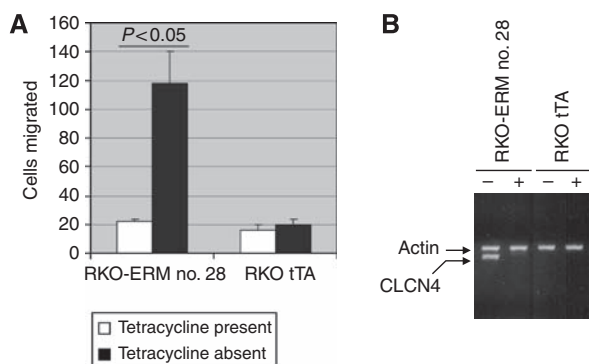 A
160
P<0.05
140
120
100
80
60
40
20
0
Cells migrated
RKO-ERM no. 28
RKO tTA
Tetracycline present
Tetracycline absent
B
RKO-ERM no. 28
RKO tTA
– + – +
Actin
CLCN4